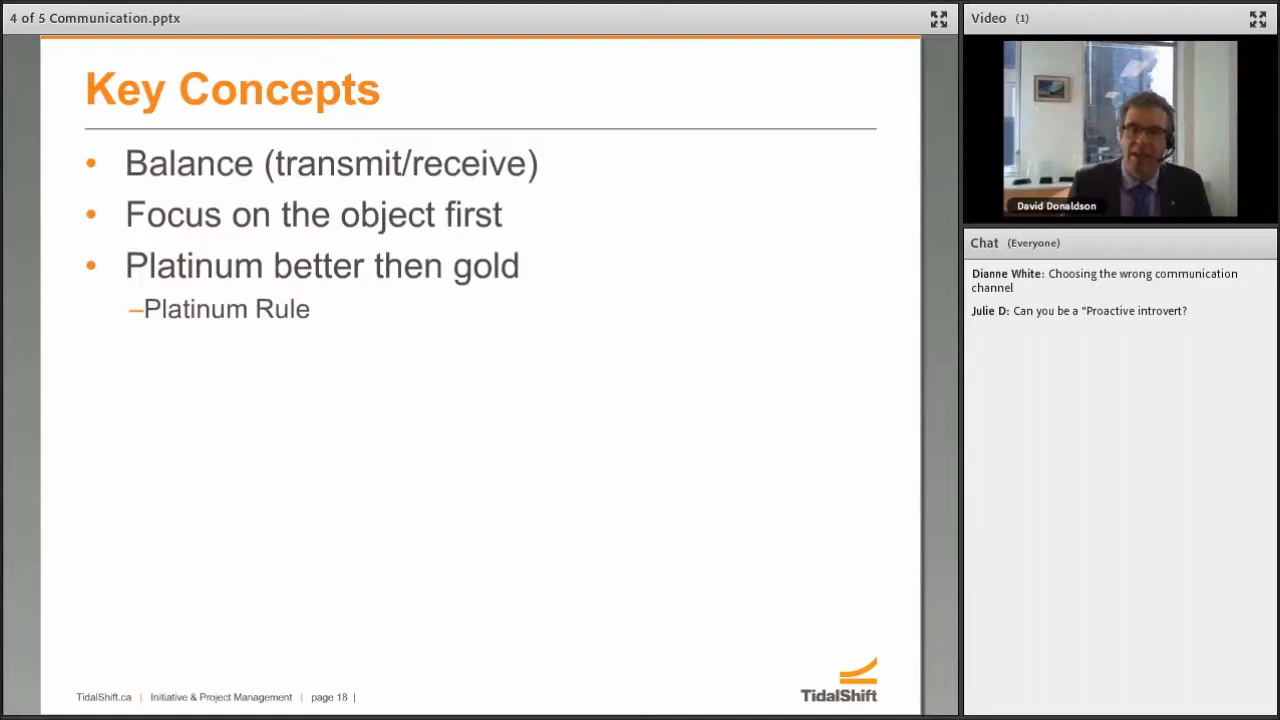 4 of 5 Communication.pptx
Key Concepts
• Balance (transmit/receive)
• Focus on the object first
• Platinum better then gold
–Platinum Rule
TidalShift.ca | Initiative & Project Management | page 18 |
TidalShift
Video (1)
David Donaldson
Chat (Everyone)
Dianne White: Choosing the wrong communication
channel
Julie D: Can you be a "Proactive introvert?